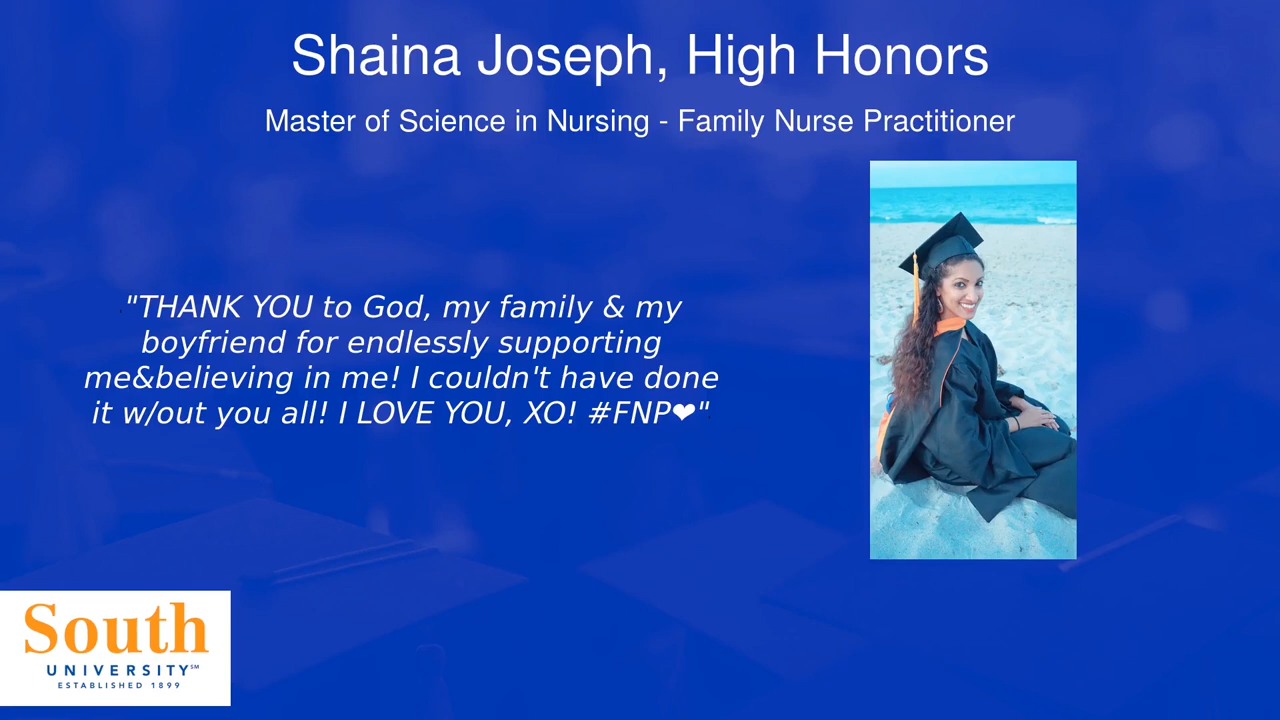 Shaina Joseph, High Honors
Master of Science in Nursing - Family Nurse Practitioner
"THANK YOU to God, my family & my
boyfriend for endlessly supporting
me&believing in me! I couldn't have done
it w/out you all! I LOVE YOU, XO! #FNP❤"
South
UNIVERSITY℠
ESTABLISHED 1899